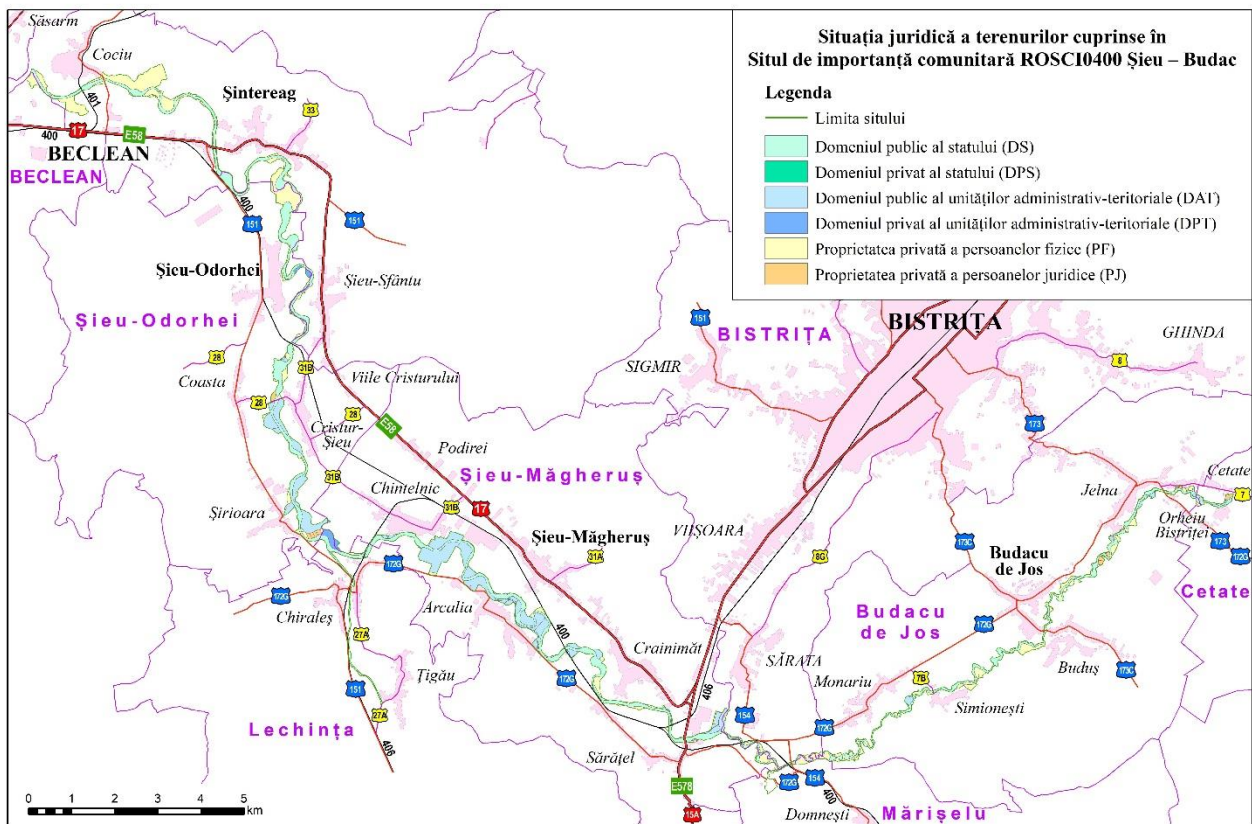 Situația juridică a terenurilor cuprinse în
Situl de importanță comunitară ROSCI0400 Șieu – Budac
Legenda
Limita sitului
Domeniul public al statului (DS)
Domeniul privat al statului (DPS)
Domeniul public al unităților administrativ-teritoriale (DAT)
Domeniul privat al unităților administrativ-teritoriale (DPT)
Proprietatea privată a persoanelor fizice (PF)
Proprietatea privată a persoanelor juridice (PJ)
Săsarm
Cociu
401
Șintereag
33
400
17
E58
BECLEAN
BECLEAN
400
151
151
Șieu-Odorhei
Șieu-Sfântu
Șieu-Odorhei
28
Coasta
31B
Viile Cristurului
28
28
E58
Cristur-
Șieu
Podirei
31B
Șieu-Măgheruș
Chintelnic
31B
17
Șirioara
Șieu-Măgheruș
31A
172G
172G
Chiraleș
Arcalia
400
27A
Țigău
172G
151
27A
Lechința
406
151
BISTRIȚA
BISTRIȚA
GHINDA
8
SIGMIR
173
Cetate
7
Jelna
Orheiu
Bistriței
173
172G
Cetate
VIIȘOARA
173C
8G
Budacu
de Jos
Budacu
de Jos
172G
Buduș
173C
Crainimăt
SĂRATA
406
Monariu
7B
Simionești
154
172G
Sărățel
172G
154
400
E578
15A
Domnești
Mărișelu
0 1 2 3 4 5
km